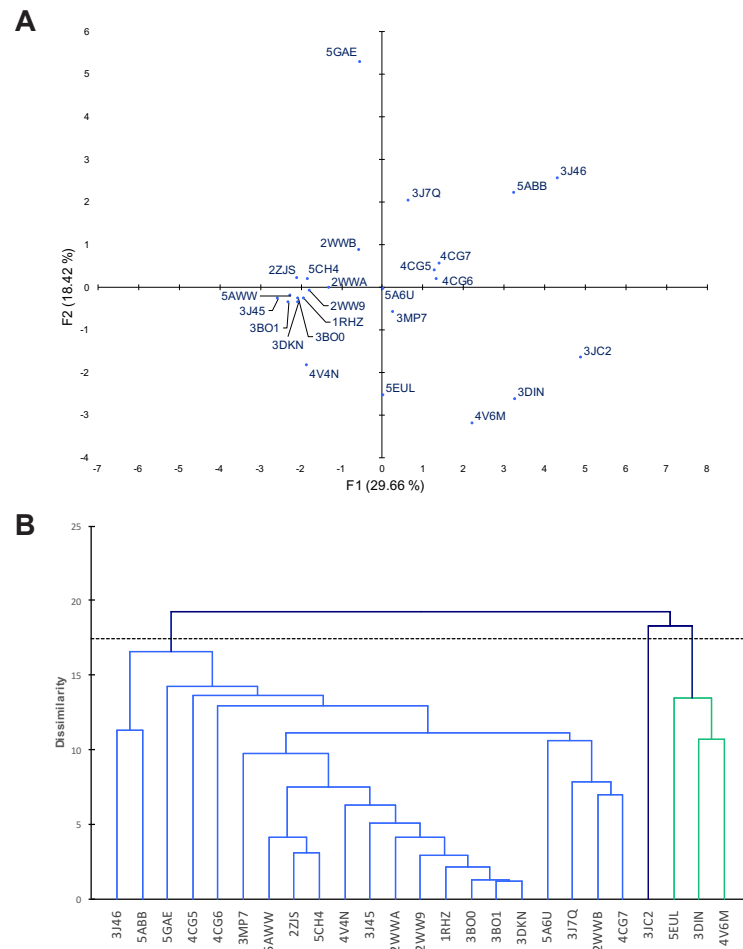 A
6
5GAE
5
4
3
3J46
5ABB
3J7Q
2
1
2WWB
4CG7
2ZJS
5CH4
4CG5
2WWA
4CG6
0
5AWW
5A6U
2WW9
3J45
3MP7
1RHZ
3BO1
3BO0
-1
3DKN
3JC2
4V4N
-2
5EUL
3DIN
4V6M
-3
-4
-7 -6 -5 -4 -3 -2 -1 0 1 2 3 4 5 6 7 8
F1 (29.66 %)
F2 (18.42 %)
B
25
20
15
10
5
0
Dissimilarity
3J46
5ABB
5GAE
4CG5
4CG6
3MP7
5AWW
2ZJS
5CH4
4V4N
3J45
2WWA
2WW9
1RHZ
3BO0
3BO1
3DKN
5A6U
3J7Q
2WWB
4CG7
3JC2
5EUL
3DIN
4V6M